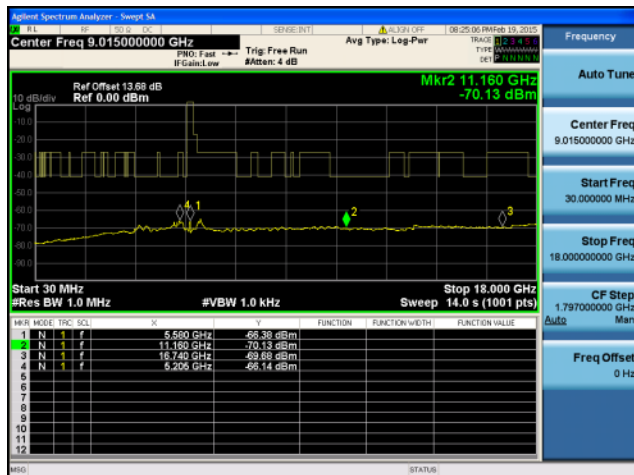 Agilent Spectrum Analyzer - Swept SA
RL RF 50 Ω DC SENSE:INT ALIGN OFF 08:25:06 PM Feb 19, 2015
Center Freq 9.015000000 GHz
PNO: Fast
IFGain:Low
Trig: Free Run
#Atten: 4 dB
Avg Type: Log-Pwr
TRACE 1 2 3 4 5 6
TYPE
DET P N N N N N
Ref Offset 13.68 dB
10 dB/div Ref 0.00 dBm
Log
Mkr2 11.160 GHz
-70.13 dBm
-10.0
-20.0
-30.0
-40.0
-50.0
-60.0
-70.0
-80.0
-90.0
4 1 2 3
Start 30 MHz Stop 18.000 GHz
#Res BW 1.0 MHz #VBW 1.0 kHz Sweep 14.0 s (1001 pts)
MKR MODE TRC SCL X Y FUNCTION FUNCTION WIDTH FUNCTION VALUE
1 N 1 f 5.580 GHz -66.38 dBm
2 N 1 f 11.160 GHz -70.13 dBm
3 N 1 f 16.740 GHz -69.68 dBm
4 N 1 f 5.205 GHz -66.14 dBm
5
6
7
8
9
10
11
12
MSG STATUS
Frequency
Auto Tune
Center Freq
9.015000000 GHz
Start Freq
30.000000 MHz
Stop Freq
18.000000000 GHz
CF Step
1.797000000 GHz
Auto Man
Freq Offset
0 Hz